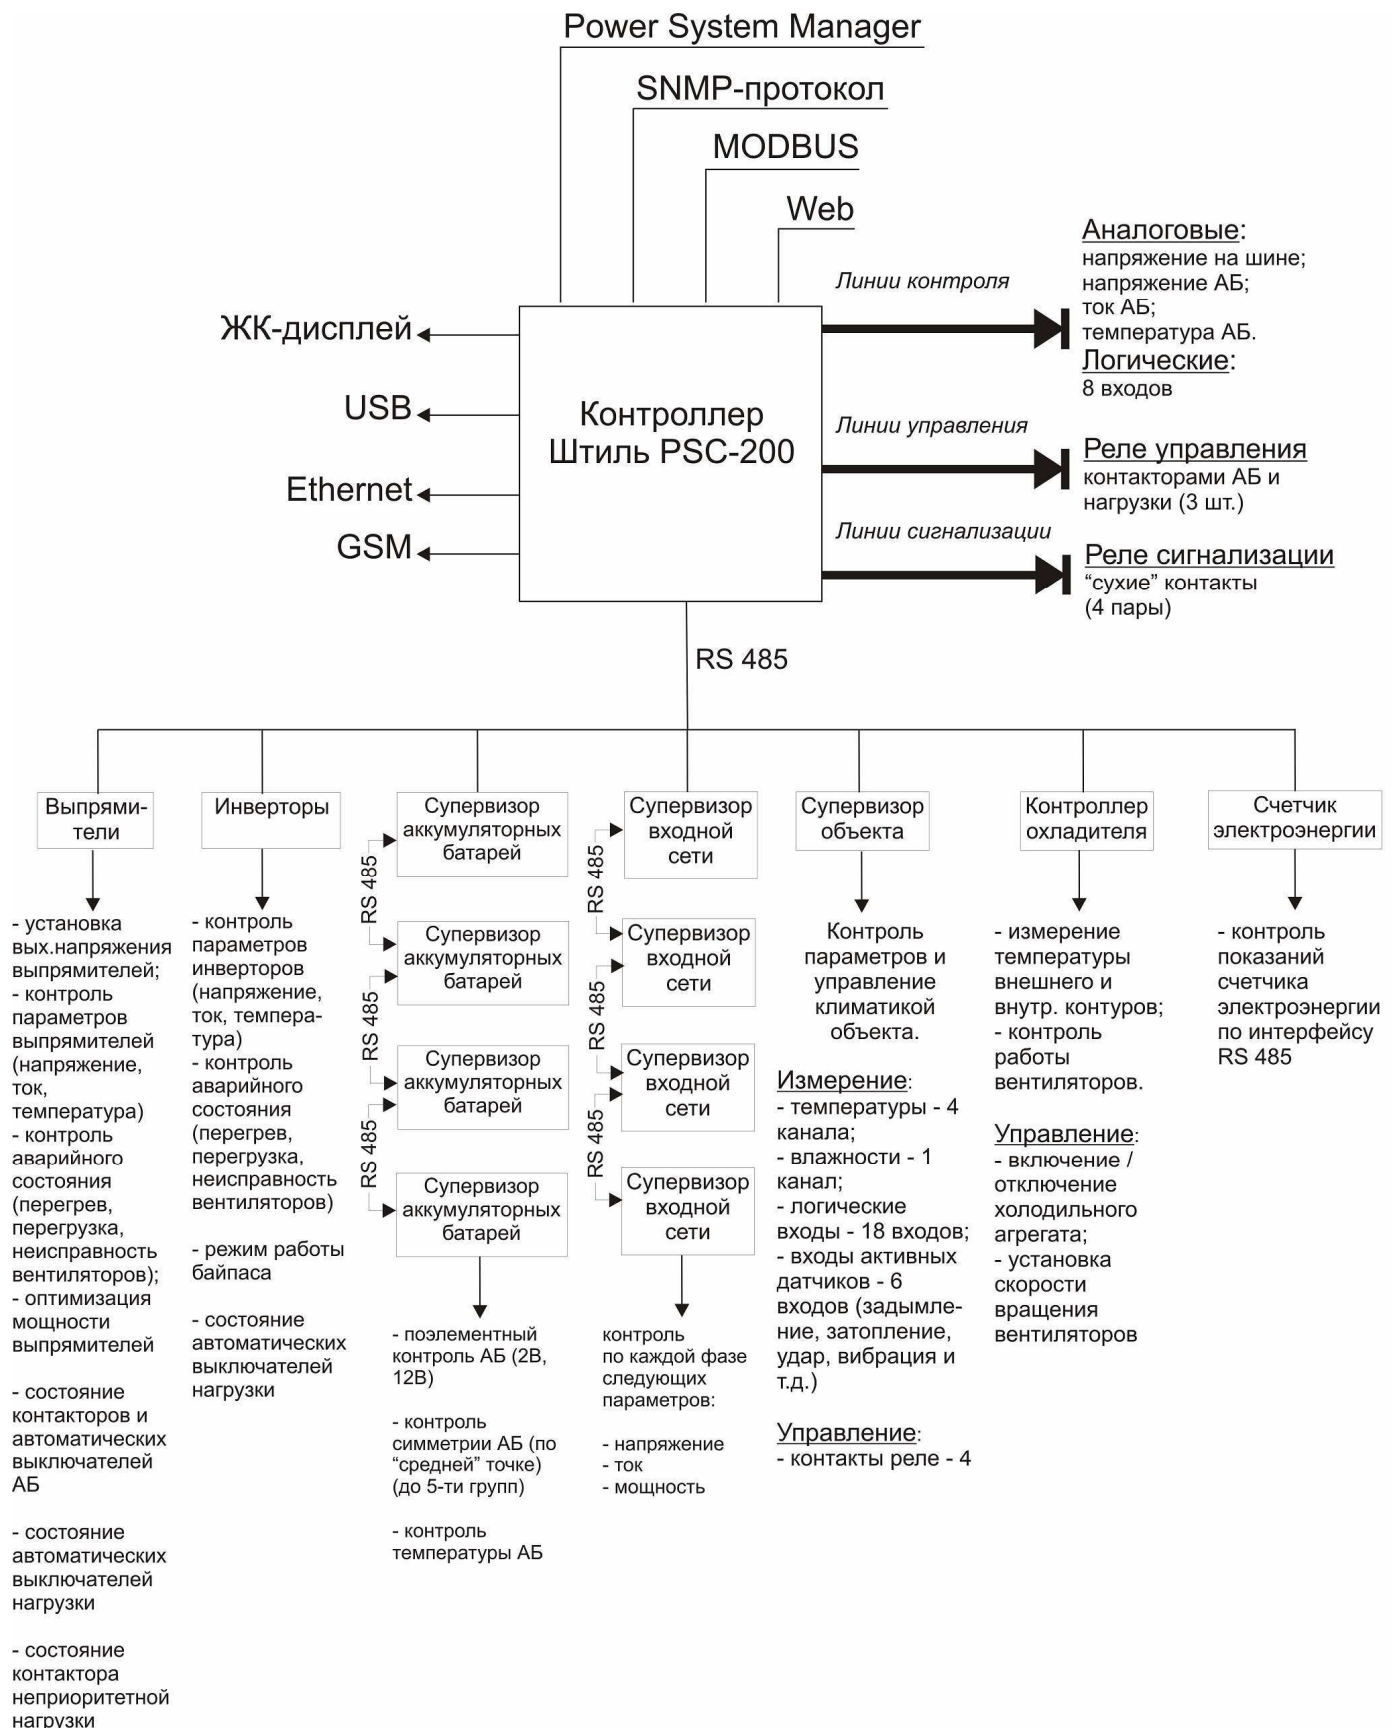 Power System Manager
SNMP-протокол
MODBUS
Web
Линии контроля
Аналоговые:
напряжение на шине;
напряжение АБ;
ток АБ;
температура АБ.
Логические:
8 входов
ЖК-дисплей
USB
Ethernet
GSM
Контроллер
Штиль PSC-200
Линии управления
Реле управления
контакторами АБ и
нагрузки (3 шт.)
Линии сигнализации
Реле сигнализации
“сухие” контакты
(4 пары)
RS 485
Выпрями-
тели
- установка
вых.напряжения
выпрямителей;
- контроль
параметров
выпрямителей
(напряжение,
ток,
температура)
- контроль
аварийного
состояния
(перегрев,
перегрузка,
неисправность
вентиляторов);
- оптимизация
мощности
выпрямителей
- состояние
контакторов и
автоматических
выключателей
АБ
- состояние
автоматических
выключателей
нагрузки
- состояние
контактора
неприоритетной
нагрузки
Инверторы
- контроль
параметров
инверторов
(напряжение,
ток, темпера-
тура)
- контроль
аварийного
состояния
(перегрев,
перегрузка,
неисправность
вентиляторов)
- режим работы
байпаса
- состояние
автоматических
выключателей
нагрузки
Супервизор
аккумуляторных
батарей
RS 485
Супервизор
аккумуляторных
батарей
RS 485
Супервизор
аккумуляторных
батарей
RS 485
Супервизор
аккумуляторных
батарей
- поэлементный
контроль АБ (2В,
12В)
- контроль
симметрии АБ (по
“средней” точке)
(до 5-ти групп)
- контроль
температуры АБ
Супервизор
входной
сети
RS 485
Супервизор
входной
сети
RS 485
Супервизор
входной
сети
RS 485
Супервизор
входной
сети
контроль
по каждой фазе
следующих
параметров:
- напряжение
- ток
- мощность
Супервизор
объекта
Контроль
параметров и
управление
климатикой
объекта.
Измерение:
- температуры - 4
канала;
- влажности - 1
канал;
- логические
входы - 18 входов;
- входы активных
датчиков - 6
входов (задымле-
ние, затопление,
удар, вибрация и
т.д.)
Управление:
- контакты реле - 4
Контроллер
охладителя
- измерение
температуры
внешнего и
внутр. контуров;
- контроль
работы
вентиляторов.
Управление:
- включение /
отключение
холодильного
агрегата;
- установка
скорости
вращения
вентиляторов
Счетчик
электроэнергии
- контроль
показаний
счетчика
электроэнергии
по интерфейсу
RS 485